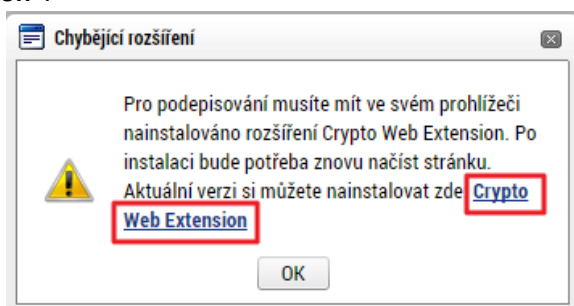 Chybějící rozšíření
Pro podepisování musíte mít ve svém prohlížeči
nainstalováno rozšíření Crypto Web Extension. Po
instalaci bude potřeba znovu načíst stránku.
Aktuální verzi si můžete nainstalovat zde Crypto
Web Extension
OK